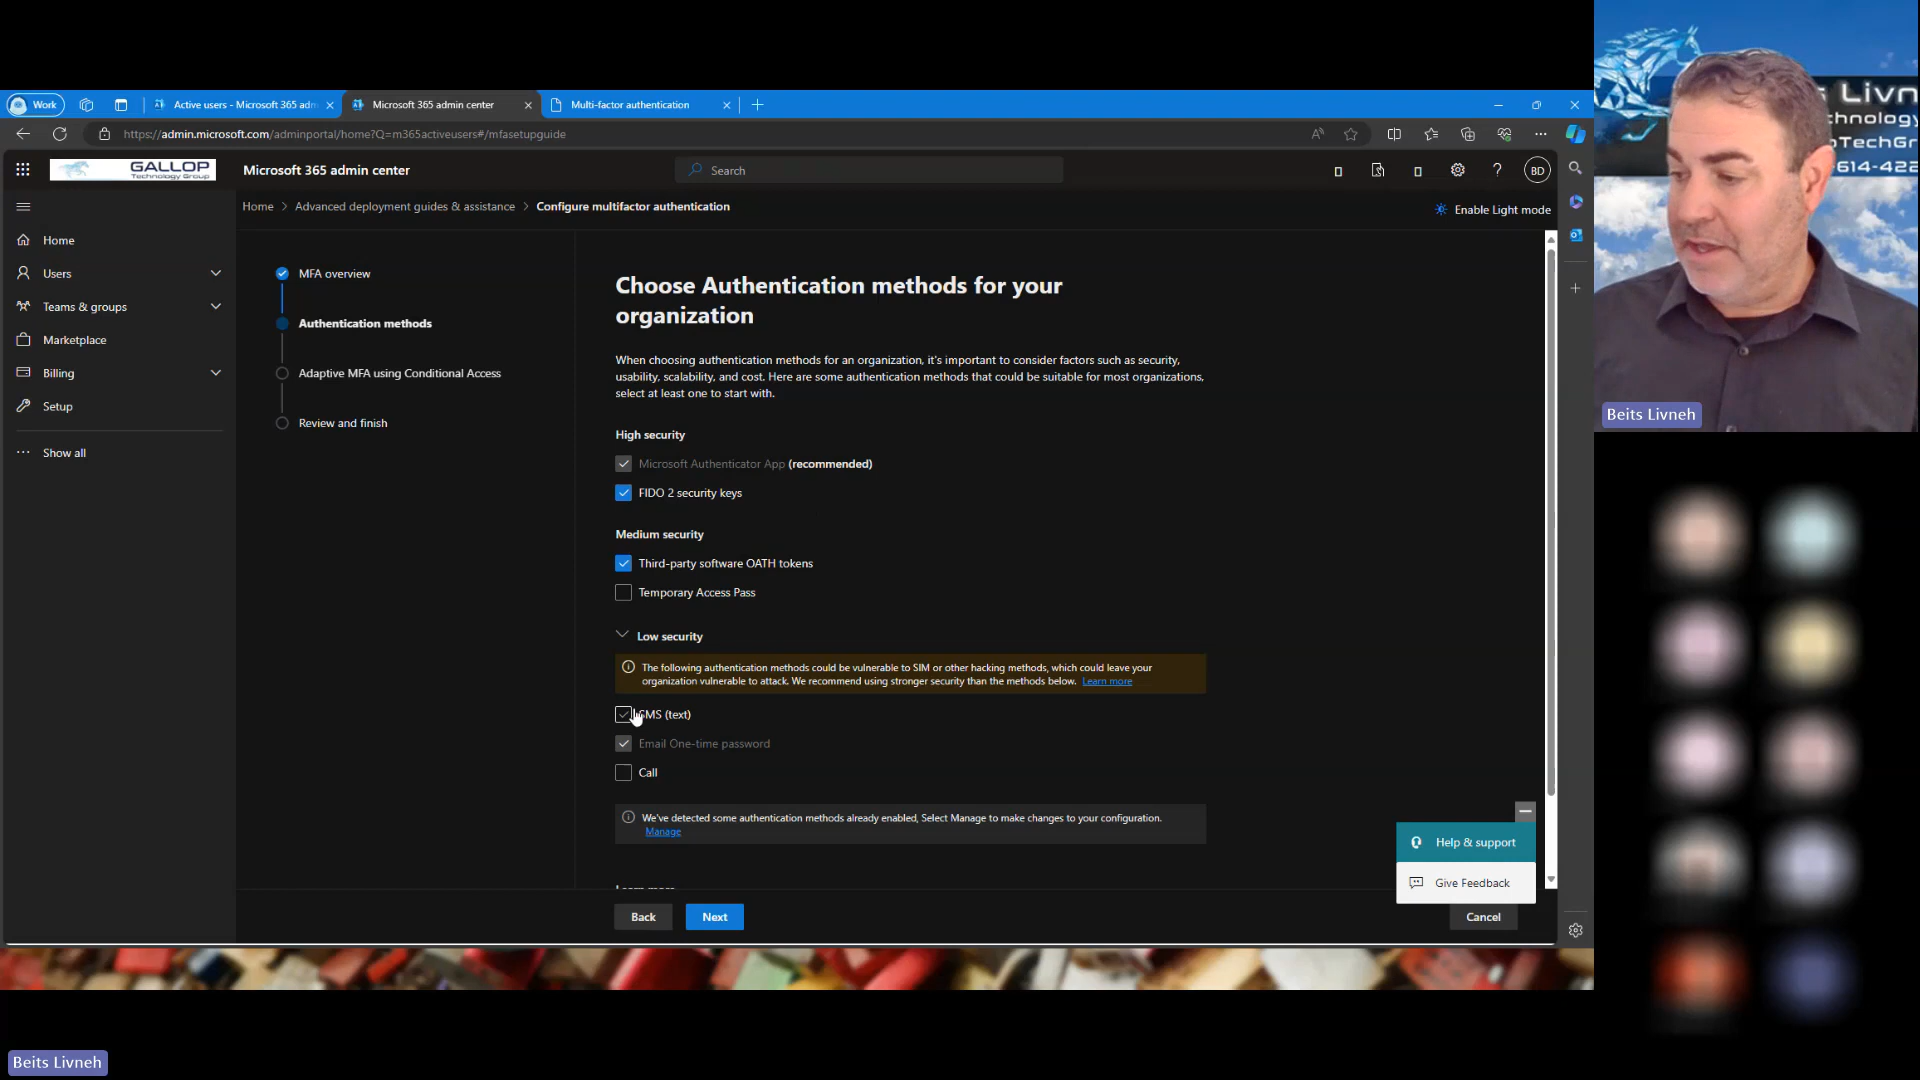 Work
Active users - Microsoft 365 adm
Microsoft 365 admin center
Multi-factor authentication
https://admin.microsoft.com/adminportal/home?Q=m365activeusers#/mfasetupguide
GALLOP
Technology Group
Microsoft 365 admin center
Search
BD
Home > Advanced deployment guides & assistance > Configure multifactor authentication
Enable Light mode
Home
Users
Teams & groups
Marketplace
Billing
Setup
Show all
MFA overview
Authentication methods
Adaptive MFA using Conditional Access
Review and finish
Choose Authentication methods for your
organization
When choosing authentication methods for an organization, it's important to consider factors such as security,
usability, scalability, and cost. Here are some authentication methods that could be suitable for most organizations,
select at least one to start with.
High security
Microsoft Authenticator App (recommended)
FIDO 2 security keys
Medium security
Third-party software OATH tokens
Temporary Access Pass
Low security
The following authentication methods could be vulnerable to SIM or other hacking methods, which could leave your
organization vulnerable to attack. We recommend using stronger security than the methods below. Learn more
SMS (text)
Email One-time password
Call
We've detected some authentication methods already enabled, Select Manage to make changes to your configuration.
Manage
Help & support
Give Feedback
Back
Next
Cancel
s Livn
chnology
oTechGr
614-422
Beits Livneh
Beits Livneh